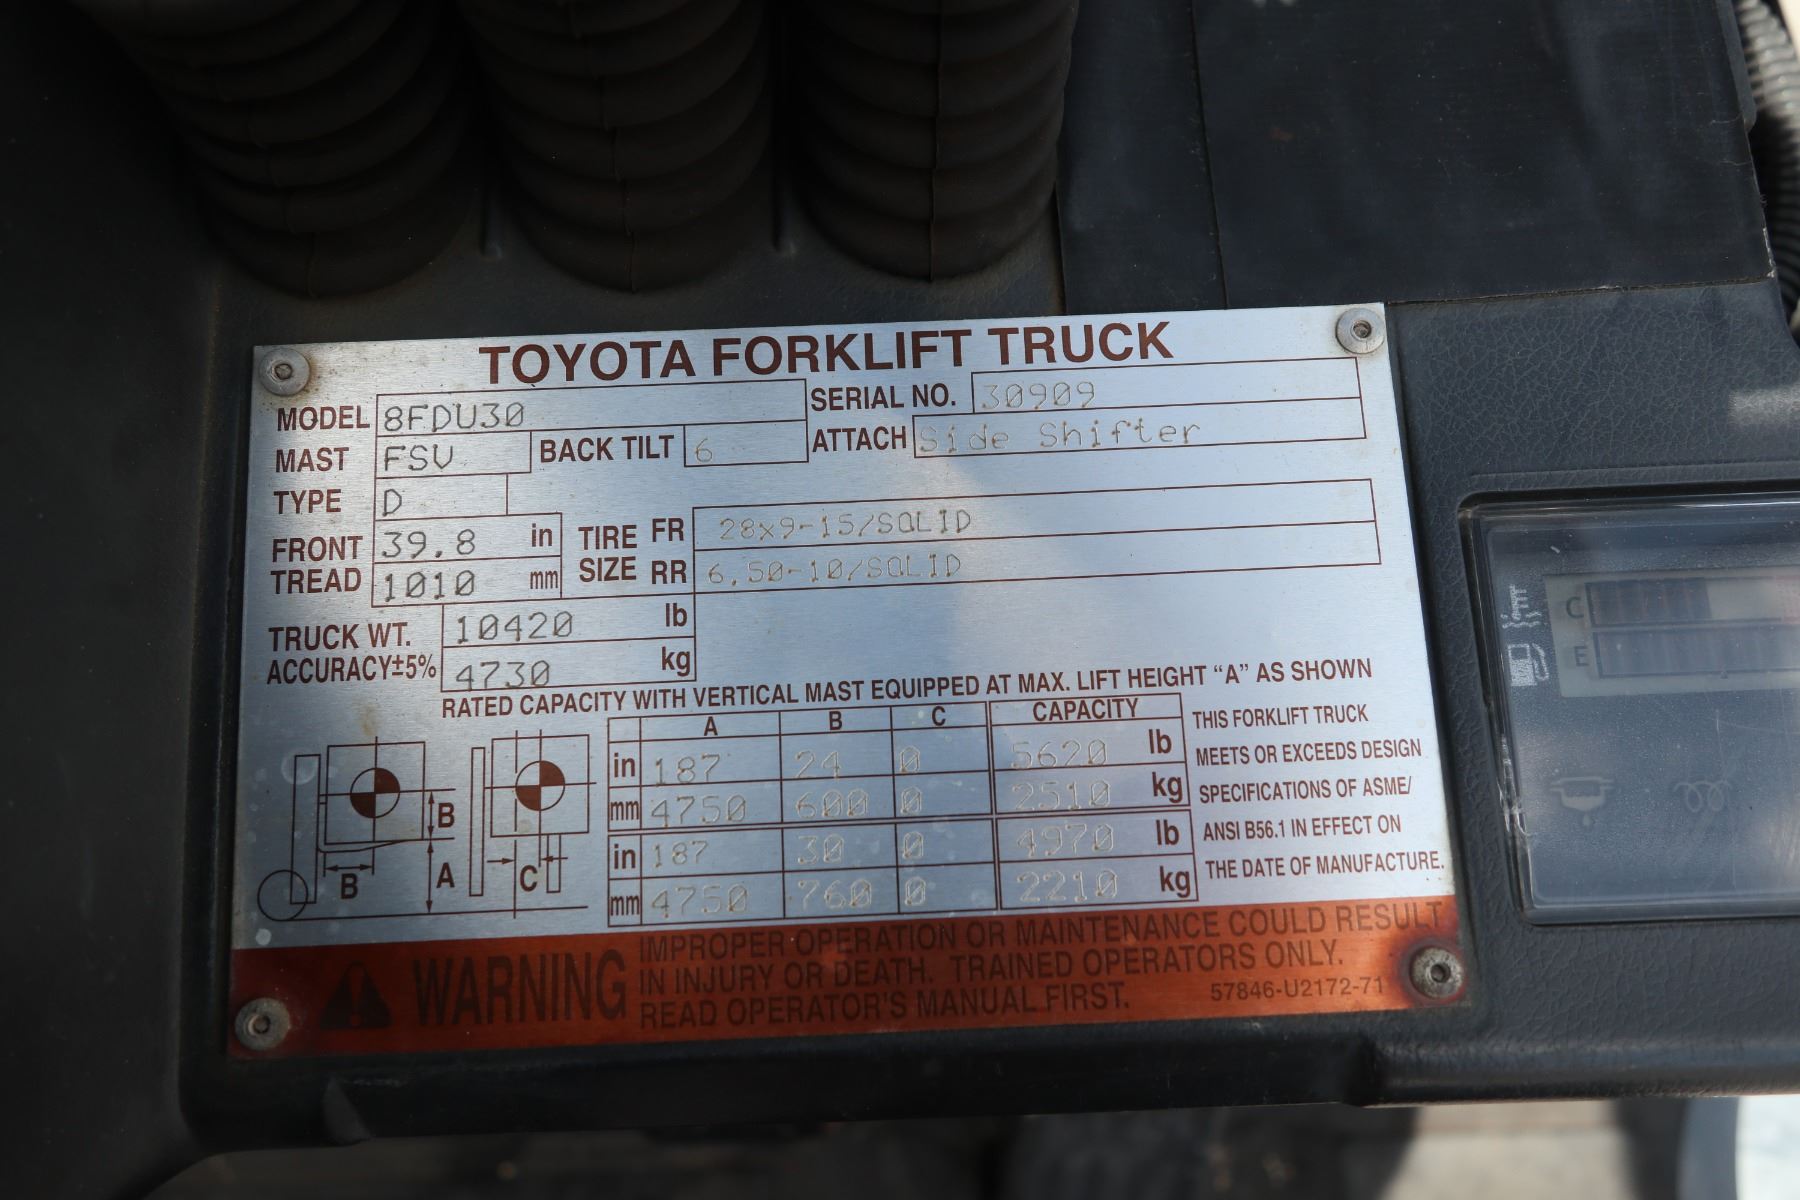 TOYOTA FORKLIFT TRUCK
MODEL 8FDU30 SERIAL NO. 30909
MAST FSV BACK TILT 6 ATTACH Side Shifter
TYPE D
FRONT TREAD 39.8 in 1010 mm
TIRE SIZE FR 28x9-15/SOLID
RR 6.50-10/SOLID
TRUCK WT. 10420 lb
ACCURACY±5% 4730 kg
RATED CAPACITY WITH VERTICAL MAST EQUIPPED AT MAX. LIFT HEIGHT “A” AS SHOWN
A B C CAPACITY
in 187 24 0 5620 lb
mm 4750 600 0 2510 kg
in 187 30 0 4970 lb
mm 4750 760 0 2210 kg
B
B A C
THIS FORKLIFT TRUCK
MEETS OR EXCEEDS DESIGN
SPECIFICATIONS OF ASME/
ANSI B56.1 IN EFFECT ON
THE DATE OF MANUFACTURE.
WARNING
IMPROPER OPERATION OR MAINTENANCE COULD RESULT
IN INJURY OR DEATH. TRAINED OPERATORS ONLY.
READ OPERATOR'S MANUAL FIRST.
57846-U2172-71
C
E